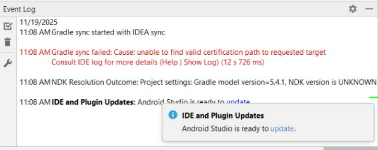 Event Log
11/19/2025
11:08 AM Gradle sync started with IDEA sync
11:08 AM Gradle sync failed: Cause: unable to find valid certification path to requested target
Consult IDE log for more details (Help | Show Log) (12 s 726 ms)
11:08 AM NDK Resolution Outcome: Project settings: Gradle model version=5.4.1, NDK version is UNKNOWN
11:08 AM IDE and Plugin Updates: Android Studio is ready to update.
IDE and Plugin Updates
Android Studio is ready to update.